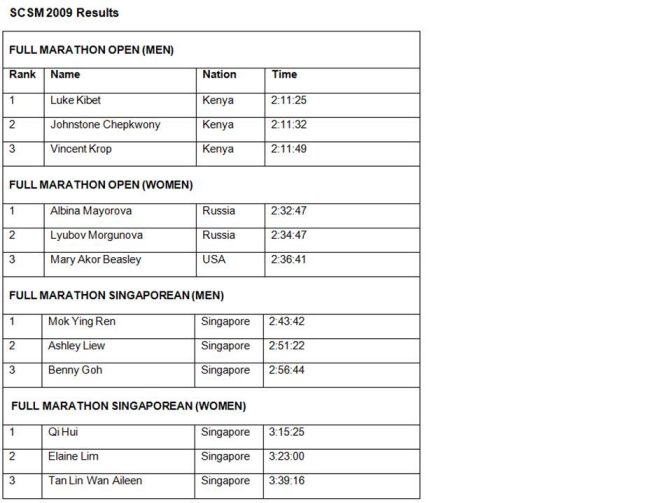 SCSM 2009 Results
FULL MARATHON OPEN (MEN)
Rank Name Nation Time
1 Luke Kibet Kenya 2:11:25
2 Johnstone Chepkwony Kenya 2:11:32
3 Vincent Krop Kenya 2:11:49
FULL MARATHON OPEN (WOMEN)
1 Albina Mayorova Russia 2:32:47
2 Lyubov Morgunova Russia 2:34:47
3 Mary Akor Beasley USA 2:36:41
FULL MARATHON SINGAPOREAN (MEN)
1 Mok Ying Ren Singapore 2:43:42
2 Ashley Liew Singapore 2:51:22
3 Benny Goh Singapore 2:56:44
FULL MARATHON SINGAPOREAN (WOMEN)
1 Qi Hui Singapore 3:15:25
2 Elaine Lim Singapore 3:23:00
3 Tan Lin Wan Aileen Singapore 3:39:16